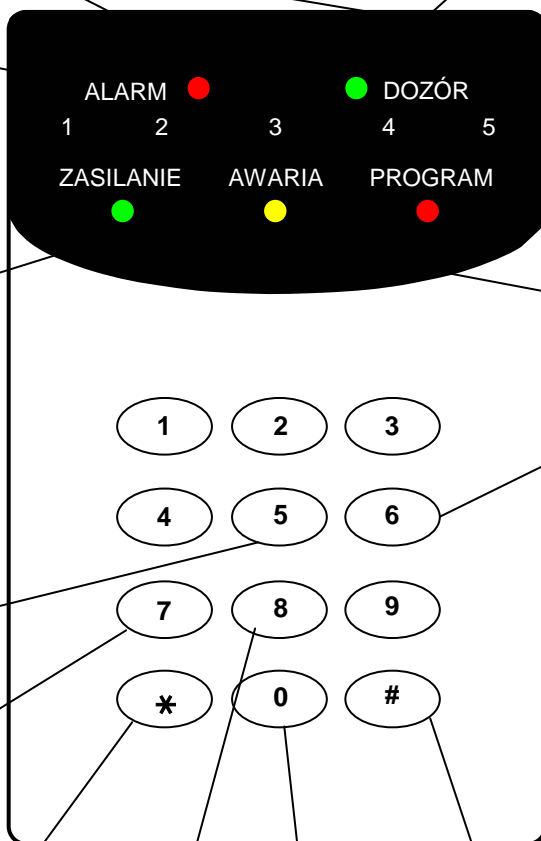 ALARM DOZÓR
1 2 3 4 5
ZASILANIE AWARIA PROGRAM
1 2 3
4 5 6
7 8 9
* 0 #